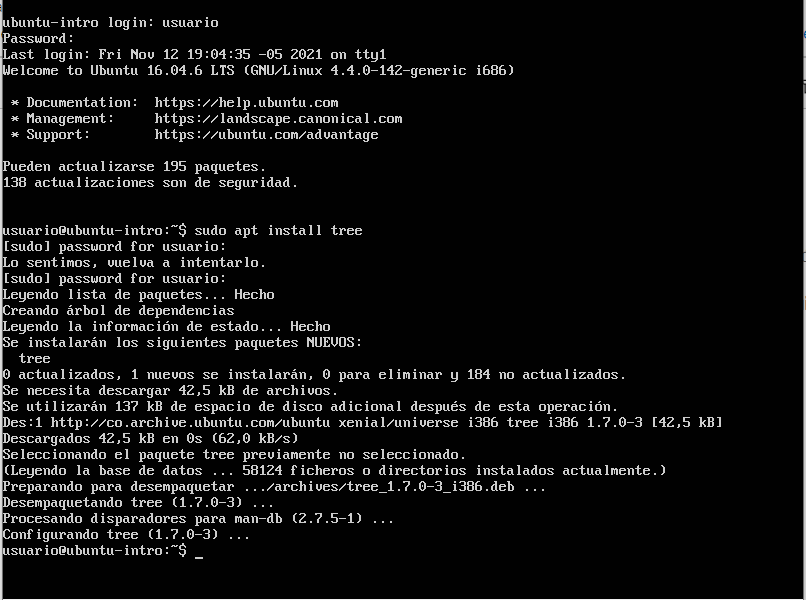 ubuntu-intro login: usuario
Password:
Last login: Fri Nov 12 19:04:35 -05 2021 on tty1
Welcome to Ubuntu 16.04.6 LTS (GNU/Linux 4.4.0-142-generic i686)
* Documentation:  https://help.ubuntu.com
* Management:     https://landscape.canonical.com
* Support:        https://ubuntu.com/advantage
Pueden actualizarse 195 paquetes.
138 actualizaciones son de seguridad.
usuario@ubuntu-intro:~$ sudo apt install tree
[sudo] password for usuario:
Lo sentimos, vuelva a intentarlo.
[sudo] password for usuario:
Leyendo lista de paquetes... Hecho
Creando árbol de dependencias
Leyendo la información de estado... Hecho
Se instalarán los siguientes paquetes NUEVOS:
tree
0 actualizados, 1 nuevos se instalarán, 0 para eliminar y 184 no actualizados.
Se necesita descargar 42,5 kB de archivos.
Se utilizarán 137 kB de espacio de disco adicional después de esta operación.
Des:1 http://co.archive.ubuntu.com/ubuntu xenial/universe i386 tree i386 1.7.0-3 [42,5 kB]
Descargados 42,5 kB en 0s (62,0 kB/s)
Seleccionando el paquete tree previamente no seleccionado.
(Leyendo la base de datos ... 58124 ficheros o directorios instalados actualmente.)
Preparando para desempaquetar .../archives/tree_1.7.0-3_i386.deb ...
Desempaquetando tree (1.7.0-3) ...
Procesando disparadores para man-db (2.7.5-1) ...
Configurando tree (1.7.0-3) ...
usuario@ubuntu-intro:~$ _